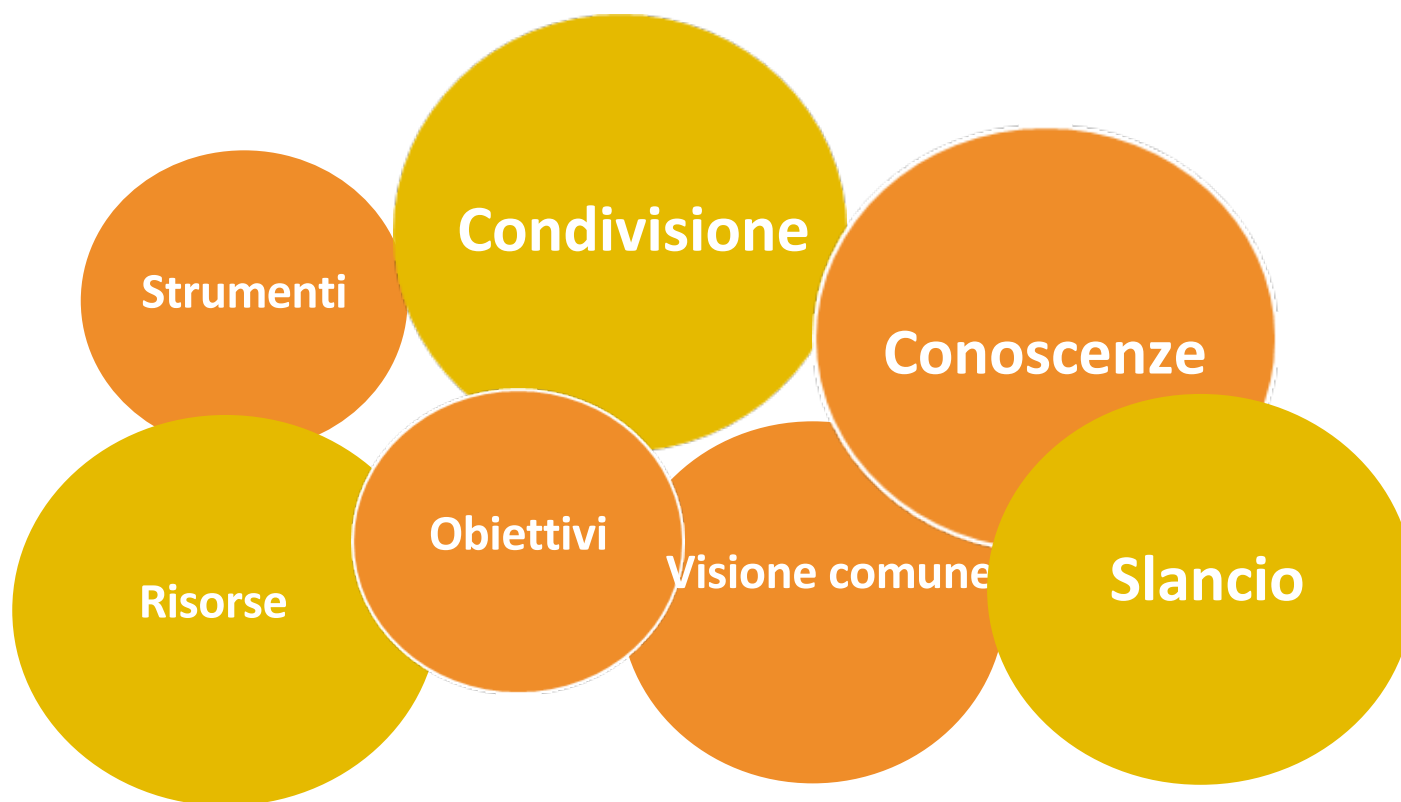 Condivisione
Strumenti
Conoscenze
Obiettivi
Visione comune
Slancio
Risorse